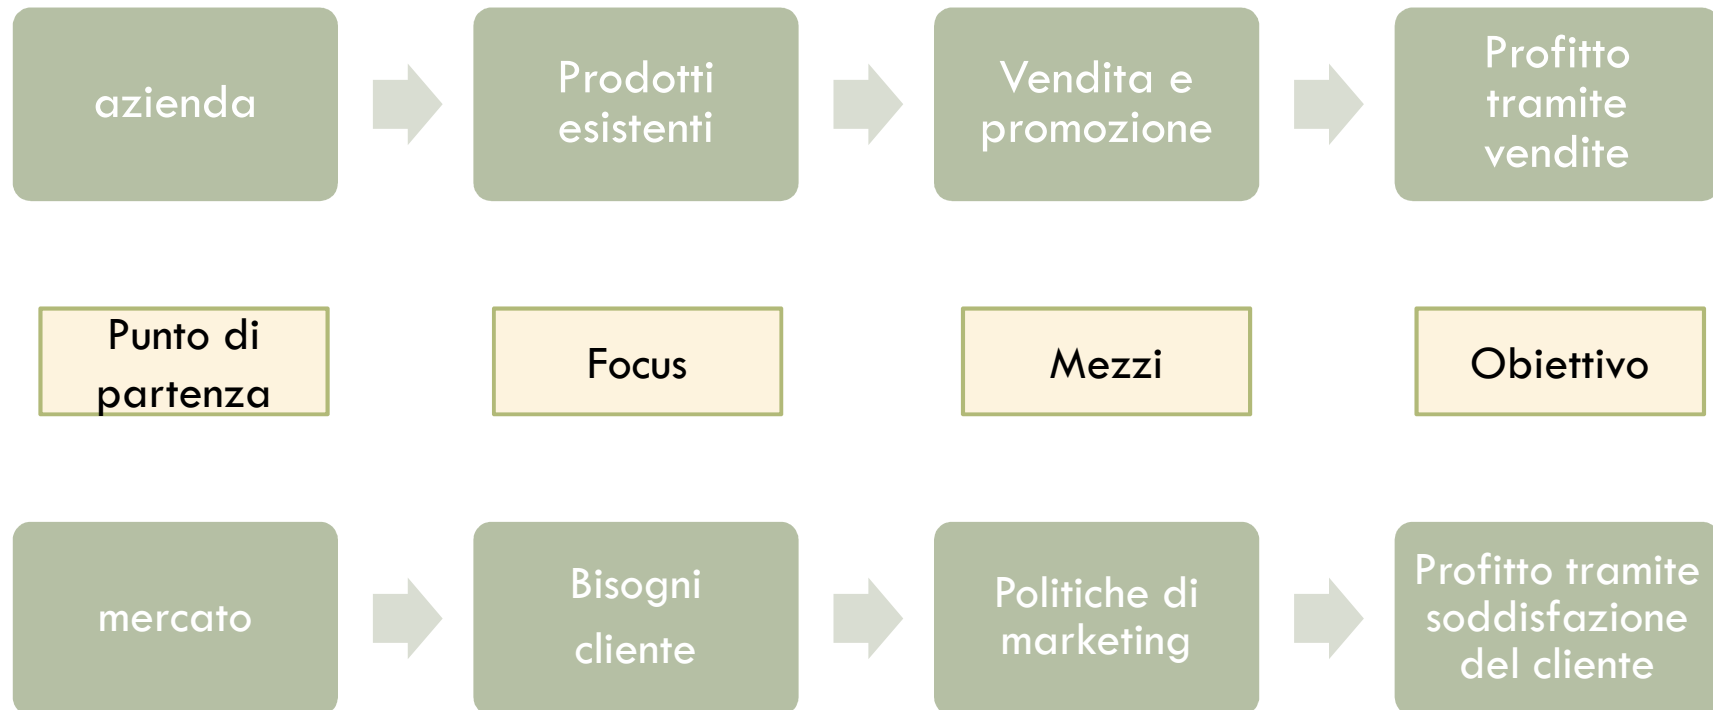 azienda
Prodotti
esistenti
Vendita e
promozione
Profitto
tramite
vendite
Punto di
partenza
Focus
Mezzi
Obiettivo
mercato
Bisogni
cliente
Politiche di
marketing
Profitto tramite
soddisfazione
del cliente